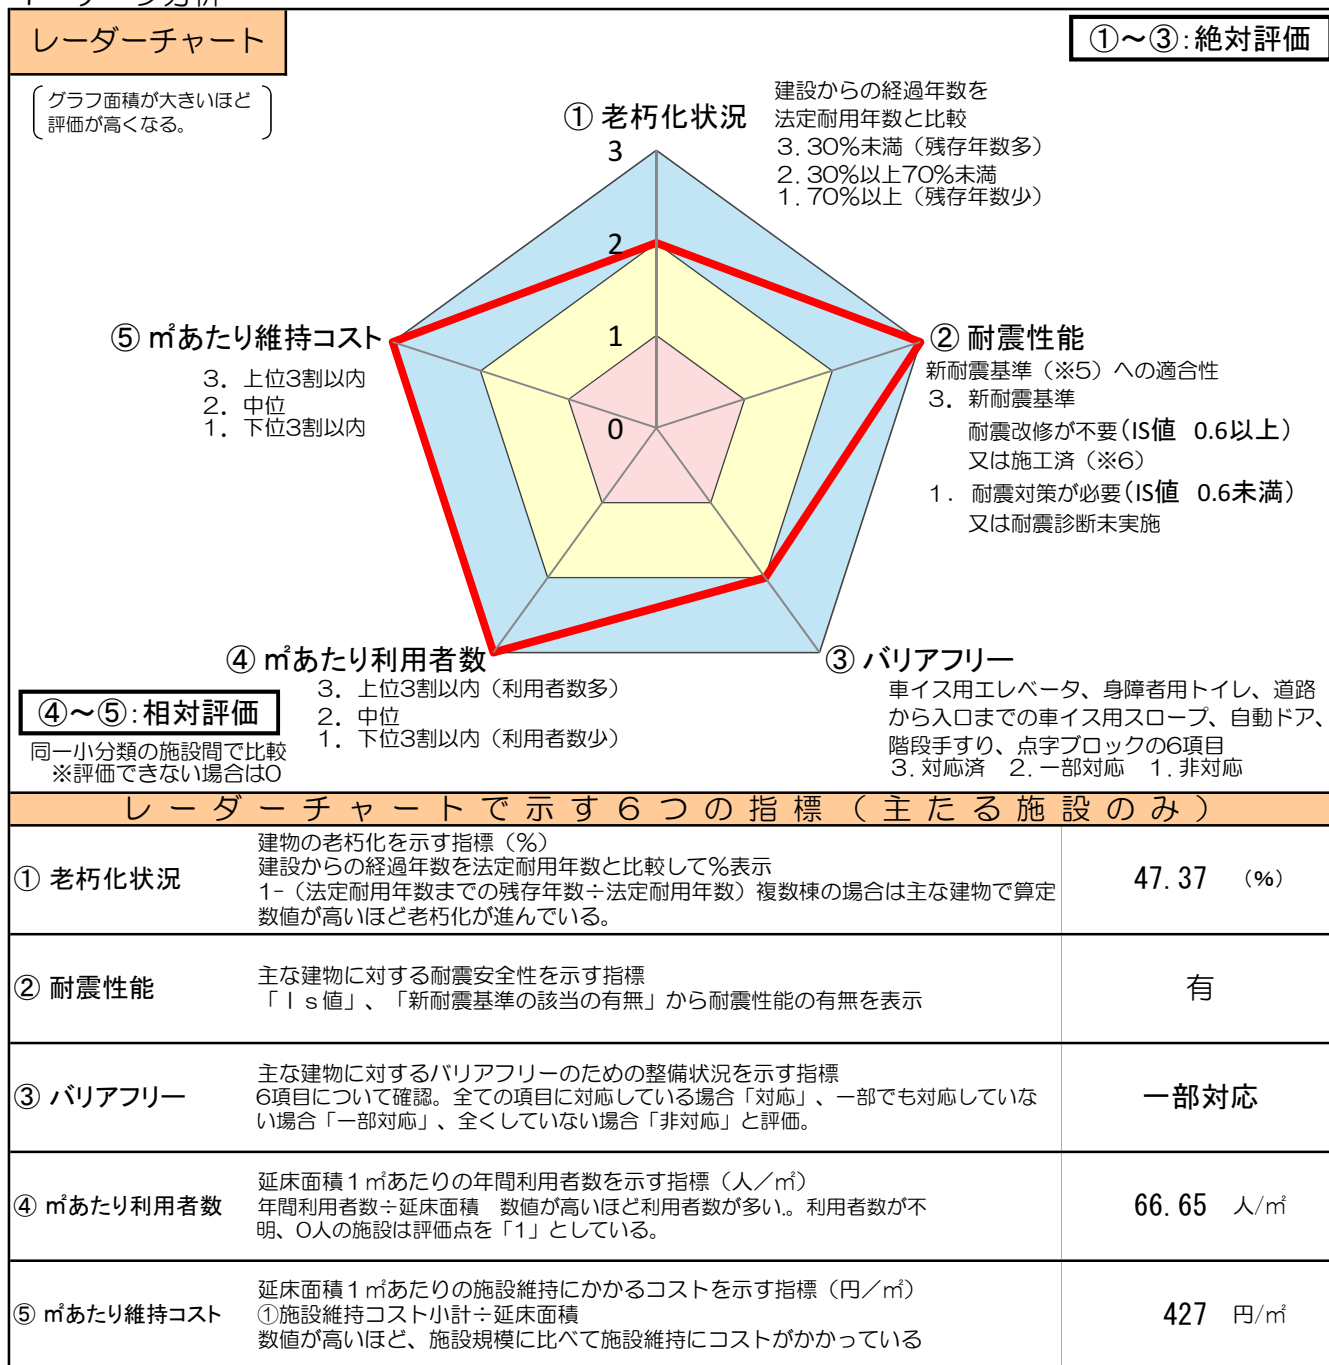 レーダーチャート
①～③：絶対評価
グラフ面積が大きいほど
評価が高くなる。
① 老朽化状況
建設からの経過年数を
法定耐用年数と比較
3．30％未満（残存年数多）
2．30％以上70％未満
1．70％以上（残存年数少）
3
2
1
0
⑤ ㎡あたり維持コスト
3． 上位3割以内
2． 中位
1． 下位3割以内
② 耐震性能
新耐震基準（※5）への適合性
3． 新耐震基準
耐震改修が不要（IS値 0.6以上）
又は施工済（※6）
1． 耐震対策が必要（IS値 0.6未満）
又は耐震診断未実施
④ ㎡あたり利用者数
3． 上位3割以内（利用者数多）
2． 中位
1． 下位3割以内（利用者数少）
③ バリアフリー
車イス用エレベータ、身障者用トイレ、道路
から入口までの車イス用スロープ、自動ドア、
階段手すり、点字ブロックの6項目
3．対応済 2．一部対応 1．非対応
④～⑤：相対評価
同一小分類の施設間で比較
※評価できない場合は0
レーダーチャートで示す６つの指標（主たる施設のみ）
① 老朽化状況
建物の老朽化を示す指標（％）
建設からの経過年数を法定耐用年数と比較して％表示
1-（法定耐用年数までの残存年数÷法定耐用年数）複数棟の場合は主な建物で算定
数値が高いほど老朽化が進んでいる。
47.37 （%）
② 耐震性能
主な建物に対する耐震安全性を示す指標
「Ｉｓ値」、「新耐震基準の該当の有無」から耐震性能の有無を表示
有
③ バリアフリー
主な建物に対するバリアフリーのための整備状況を示す指標
6項目について確認。全ての項目に対応している場合「対応」、一部でも対応していな
い場合「一部対応」、全くしていない場合「非対応」と評価。
一部対応
④ ㎡あたり利用者数
延床面積１㎡あたりの年間利用者数を示す指標（人／㎡）
年間利用者数÷延床面積 数値が高いほど利用者数が多い。利用者数が不
明、0人の施設は評価点を「1」としている。
66.65 人/㎡
⑤ ㎡あたり維持コスト
延床面積１㎡あたりの施設維持にかかるコストを示す指標（円／㎡）
①施設維持コスト小計÷延床面積
数値が高いほど、施設規模に比べて施設維持にコストがかかっている
427 円/㎡